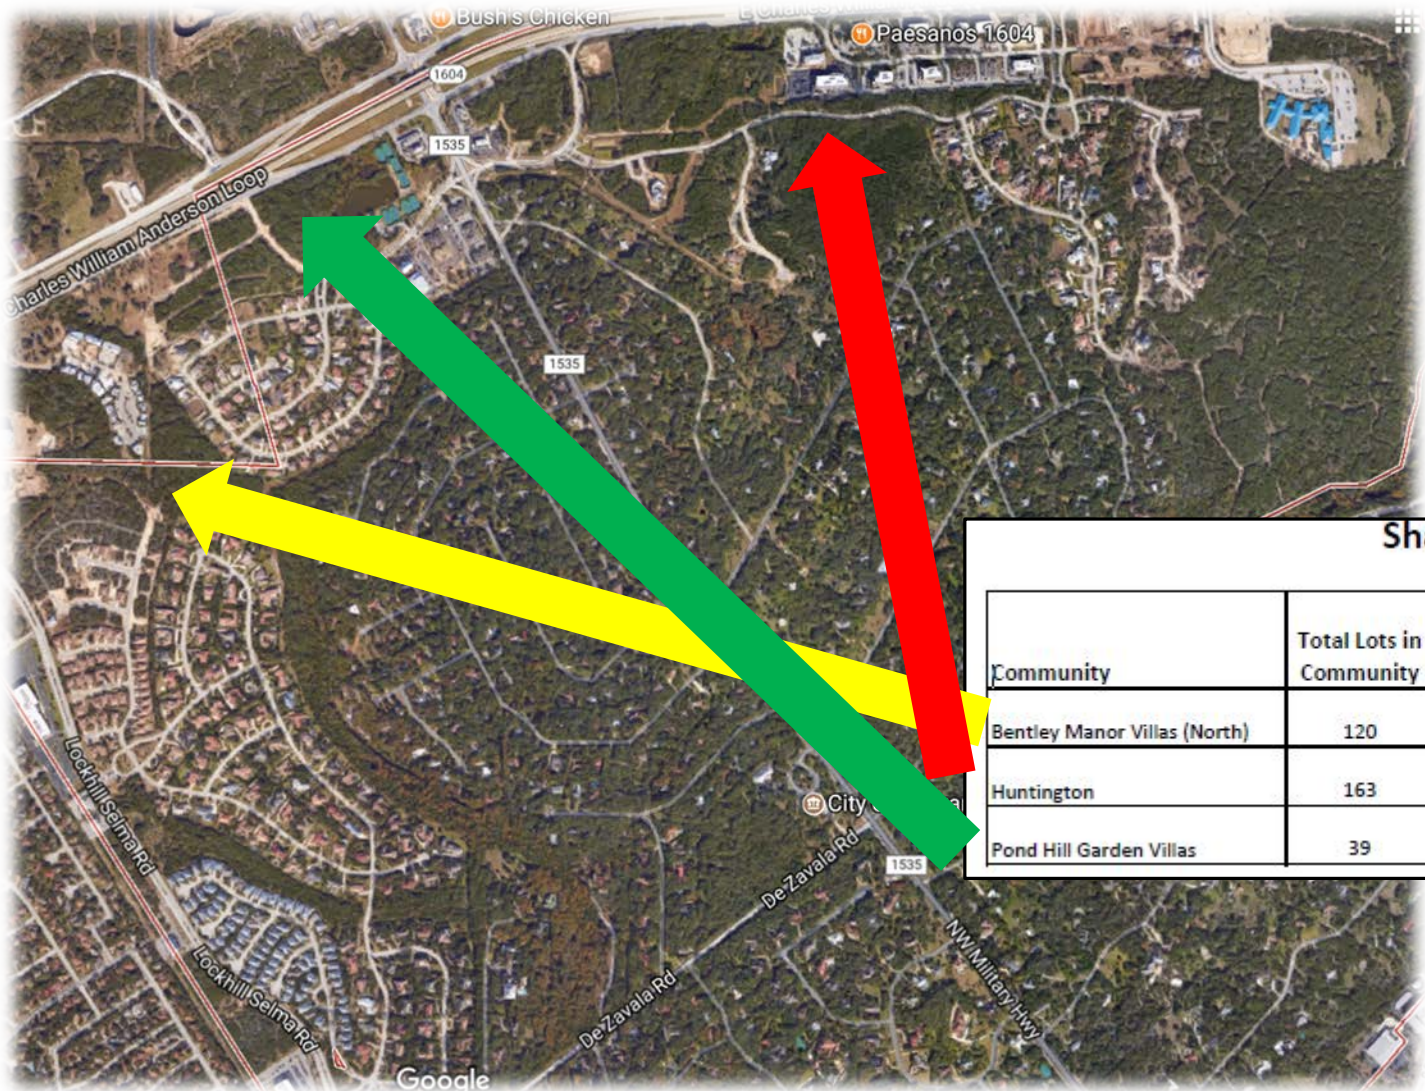 Bush's Chicken
Paesanos 1604
1604
1535
Charles William Anderson Loop
1535
Sha
Community
Total Lots in
Community
Bentley Manor Villas (North) 120
Huntington 163
Pond Hill Garden Villas 39
City
1535
De Zavala Rd
NW Military Hwy
De Zavala Rd
Lockhill Selma Rd
Lockhill Selma Rd
Google